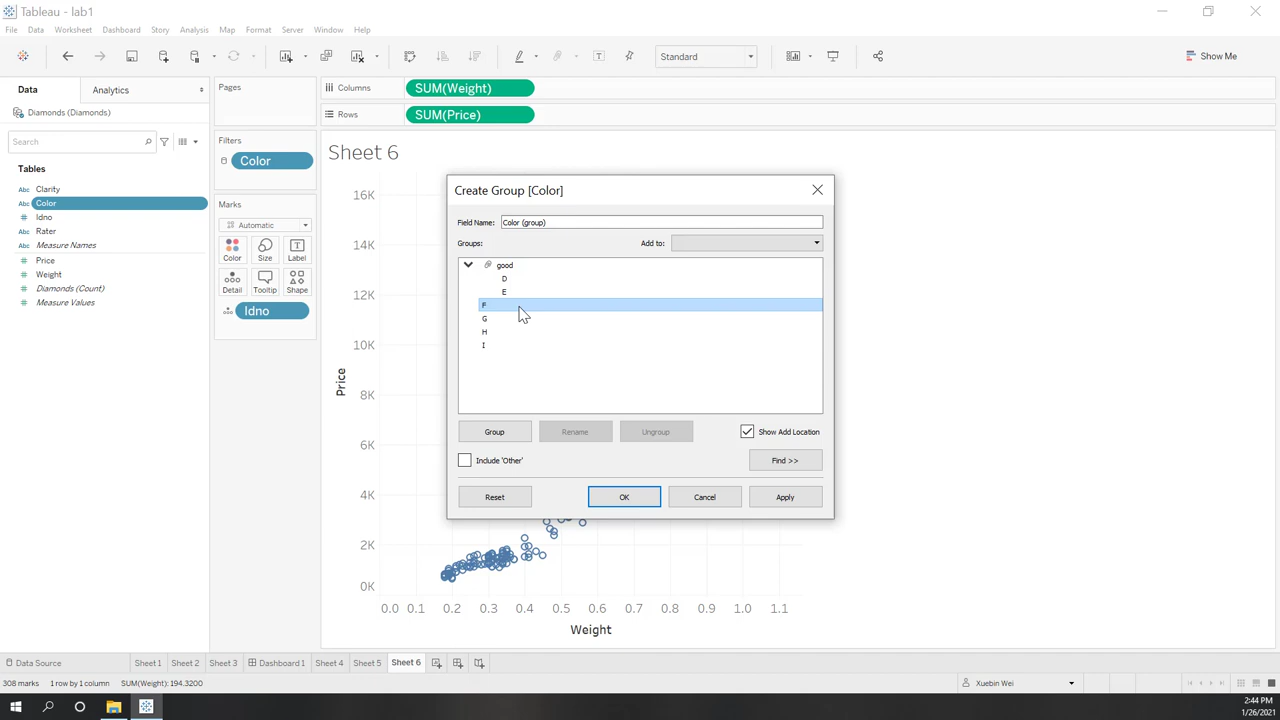 Tableau - lab1
File Data Worksheet Dashboard Story Analysis Map Format Server Window Help
Standard
Show Me
Data Analytics
Diamonds (Diamonds)
Search
Tables
Abc Clarity
Abc Color
# Idno
Abc Rater
Measure Names
# Price
# Weight
# Diamonds (Count)
# Measure Values
Pages
Filters
Color
Marks
Automatic
Color Size Label
Detail Tooltip Shape
Idno
Columns SUM(Weight)
Rows SUM(Price)
Sheet 6
16K
14K
12K
10K
8K
6K
4K
2K
0K
Price
0.0 0.1 0.2 0.3 0.4 0.5 0.6 0.7 0.8 0.9 1.0 1.1
Weight
Create Group [Color]
Field Name: Color (group)
Groups: Add to:
good
D
E
F
G
H
I
Group Rename Ungroup Show Add Location
Include 'Other' Find >>
Reset OK Cancel Apply
Data Source Sheet 1 Sheet 2 Sheet 3 Dashboard 1 Sheet 4 Sheet 5 Sheet 6
308 marks 1 row by 1 column SUM(Weight): 194.3200 Xuebin Wei
2:44 PM
1/26/2021